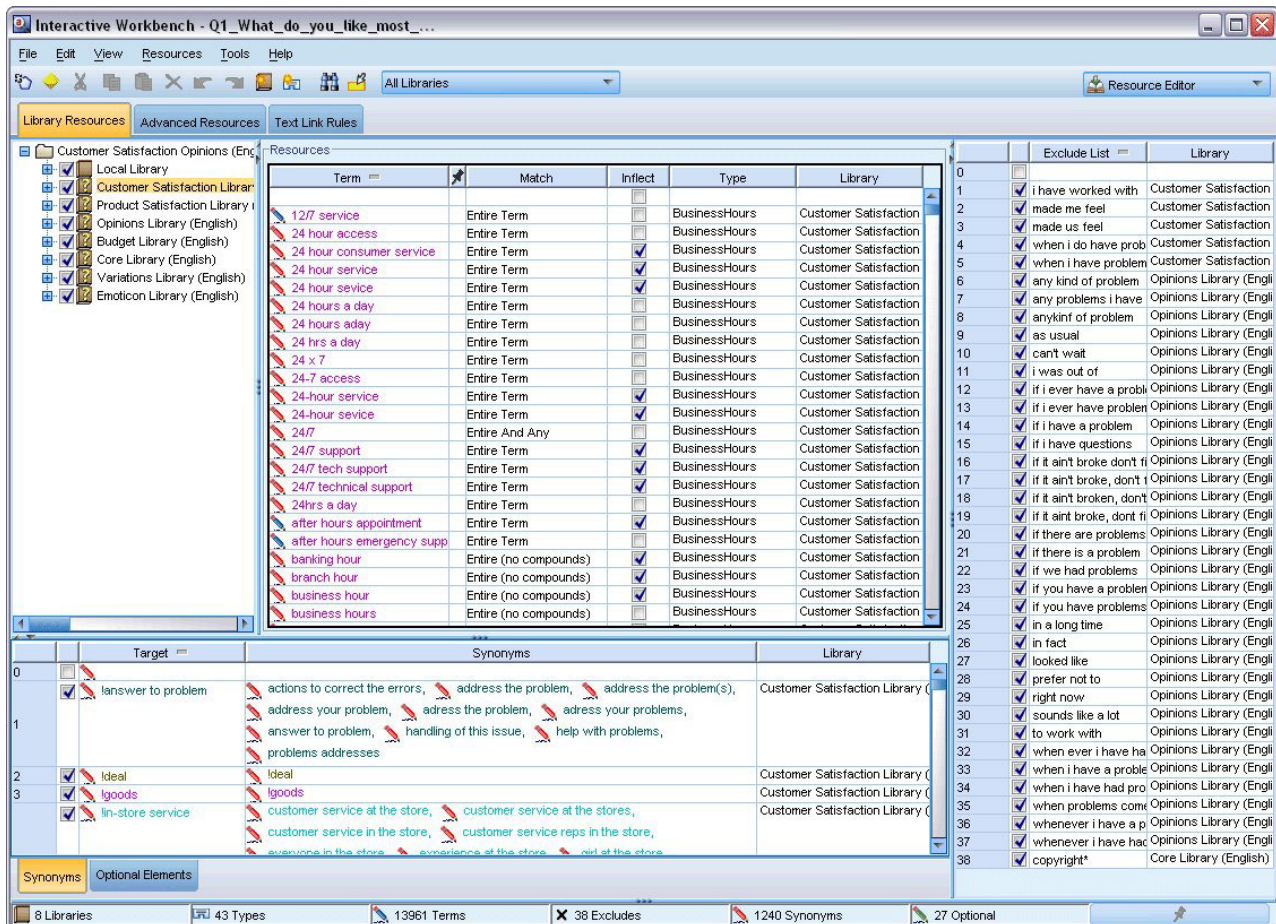 Interactive Workbench - Q1_What_do_you_like_most_...
File Edit View Resources Tools Help
All Libraries
Resource Editor
Library Resources Advanced Resources Text Link Rules
Customer Satisfaction Opinions (Eng
Local Library
Customer Satisfaction Librar
Product Satisfaction Library
Opinions Library (English)
Budget Library (English)
Core Library (English)
Variations Library (English)
Emoticon Library (English)
Resources
Term Match Inflect Type Library
12/7 service Entire Term BusinessHours Customer Satisfaction
24 hour access Entire Term BusinessHours Customer Satisfaction
24 hour consumer service Entire Term BusinessHours Customer Satisfaction
24 hour service Entire Term BusinessHours Customer Satisfaction
24 hour sevice Entire Term BusinessHours Customer Satisfaction
24 hours a day Entire Term BusinessHours Customer Satisfaction
24 hours aday Entire Term BusinessHours Customer Satisfaction
24 hrs a day Entire Term BusinessHours Customer Satisfaction
24 x 7 Entire Term BusinessHours Customer Satisfaction
24-7 access Entire Term BusinessHours Customer Satisfaction
24-hour service Entire Term BusinessHours Customer Satisfaction
24-hour sevice Entire Term BusinessHours Customer Satisfaction
24/7 Entire And Any BusinessHours Customer Satisfaction
24/7 support Entire Term BusinessHours Customer Satisfaction
24/7 tech support Entire Term BusinessHours Customer Satisfaction
24/7 technical support Entire Term BusinessHours Customer Satisfaction
24hrs a day Entire Term BusinessHours Customer Satisfaction
after hours appointment Entire Term BusinessHours Customer Satisfaction
after hours emergency supp Entire Term BusinessHours Customer Satisfaction
banking hour Entire (no compounds) BusinessHours Customer Satisfaction
branch hour Entire (no compounds) BusinessHours Customer Satisfaction
business hour Entire (no compounds) BusinessHours Customer Satisfaction
business hours Entire (no compounds) BusinessHours Customer Satisfaction
Exclude List Library
0
1 i have worked with Customer Satisfaction
2 made me feel Customer Satisfaction
3 made us feel Customer Satisfaction
4 when i do have prob Customer Satisfaction
5 when i have problem Customer Satisfaction
6 any kind of problem Opinions Library (Engli
7 any problems i have Opinions Library (Engli
8 anykinf of problem Opinions Library (Engli
9 as usual Opinions Library (Engli
10 can't wait Opinions Library (Engli
11 i was out of Opinions Library (Engli
12 if i ever have a probl Opinions Library (Engli
13 if i ever have problen Opinions Library (Engli
14 if i have a problem Opinions Library (Engli
15 if i have questions Opinions Library (Engli
16 if it ain't broke don't fi Opinions Library (Engli
17 if it ain't broke, don't Opinions Library (Engli
18 if it ain't broken, don't Opinions Library (Engli
19 if it aint broke, dont fi Opinions Library (Engli
20 if there are problems Opinions Library (Engli
21 if there is a problem Opinions Library (Engli
22 if we had problems Opinions Library (Engli
23 if you have a problem Opinions Library (Engli
24 if you have problems Opinions Library (Engli
25 in a long time Opinions Library (Engli
26 in fact Opinions Library (Engli
27 looked like Opinions Library (Engli
28 prefer not to Opinions Library (Engli
29 right now Opinions Library (Engli
30 sounds like a lot Opinions Library (Engli
31 to work with Opinions Library (Engli
32 when ever i have ha Opinions Library (Engli
33 when i have a proble Opinions Library (Engli
34 when i have had pro Opinions Library (Engli
35 when problems come Opinions Library (Engli
36 whenever i have a p Opinions Library (Engli
37 whenever i have had Opinions Library (Engli
38 copyright* Core Library (English)
Target Synonyms Library
0
1 !answer to problem actions to correct the errors, address the problem, address the problem(s), Customer Satisfaction Library (
address your problem, adress the problem, adress your problems,
answer to problem, handling of this issue, help with problems,
problems addresses
2 !deal !deal Customer Satisfaction Library (
3 !goods !goods Customer Satisfaction Library (
!in-store service customer service at the store, customer service at the stores, Customer Satisfaction Library (
customer service in the store, customer service reps in the store,
everyone in the store, experience at the store, girl at the store
Synonyms Optional Elements
8 Libraries 43 Types 13961 Terms 38 Excludes 1240 Synonyms 27 Optional